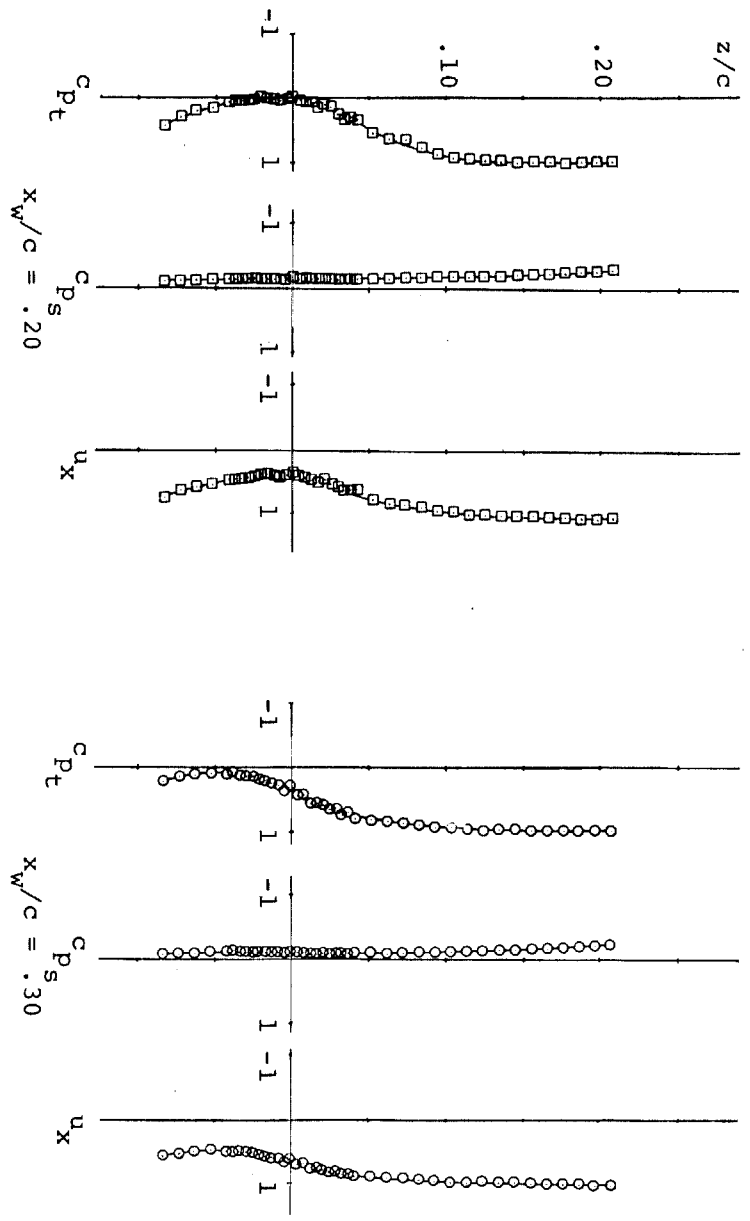 z/c
.20
.10
-1 1 -1 1 -1 1 -1 1 -1 1 -1 1
c_{p_t} c_{p_s} u_x c_{p_t} c_{p_s} u_x
x_w/c = .20 x_w/c = .30